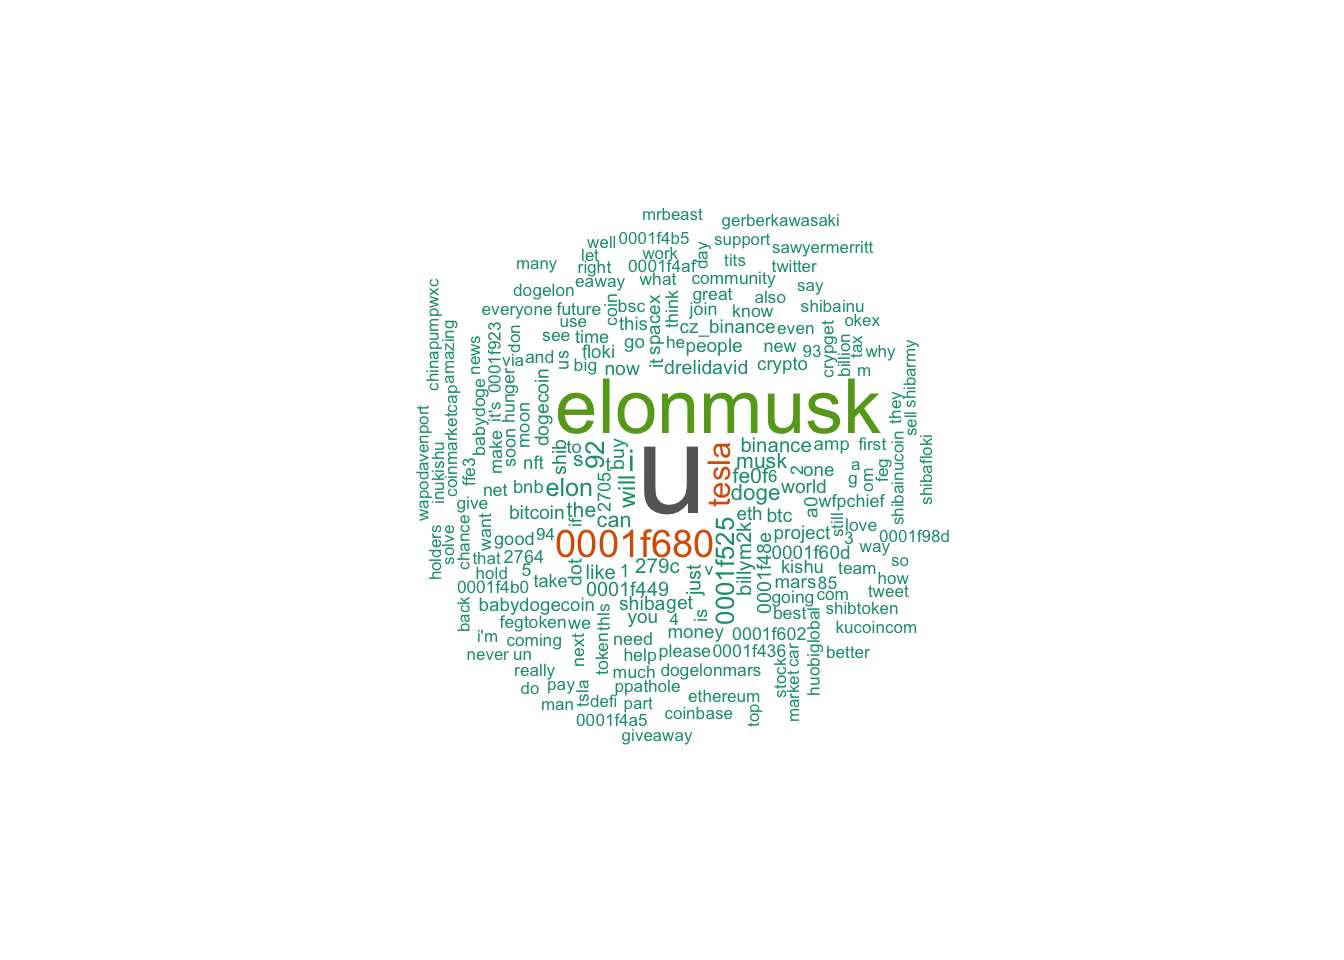 mrbeast
gerberkawasaki
well
0001f4b5
day
support
sawyermerritt
let
work
tits
many
right
0001f4af
twitter
eaway
what
community
say
dogelon
coin
think
great
also
shibainu
everyone
future
bsc
join
know
use
this
spacex
cz_binance
even
okex
chinapumpwxc
amazing
news
0001f923
don
see
time
go
it
he
people
new
93
crypget
billion
tax
why
via
and
us
floki
big
now
drelidavid
crypto
m
elonmusk
wapodavenport
inukishu
coinmarketcap
babydoge
make
it's
soon
hunger
moon
dogecoin
they
sell
shibarmy
shib
to
s
92
t
buy
i
u
tesla
binance
amp
first
musk
ffe3
nft
2705
will
fe0f
6
2
one
a
g
om
feg
shibainucoin
shibafloki
give
net
bnb
elon
doge
world
want
bitcoin
the
if
can
eth
btc
a0
wfpchief
still
love
3
0001f98d
holders
solve
chance
good
94
0001f680
0001f525
billym2k
0001f48e
project
0001f60d
way
that
2764
so
hold
5
take
dot
like
1
279c
just
v
kishu
team
how
0001f4b0
0001f449
mars
85
going
com
tweet
back
babydogecoin
shiba
get
is
best
shibtoken
fegtoken
we
thls
you
4
i'm
coming
next
token
need
money
0001f602
huobiglobal
kucoincom
never
un
help
please
0001f436
stock
car
better
really
much
dogelonmars
market
do
pay
tsla
ppathole
man
defi
part
ethereum
0001f4a5
coinbase
top
giveaway